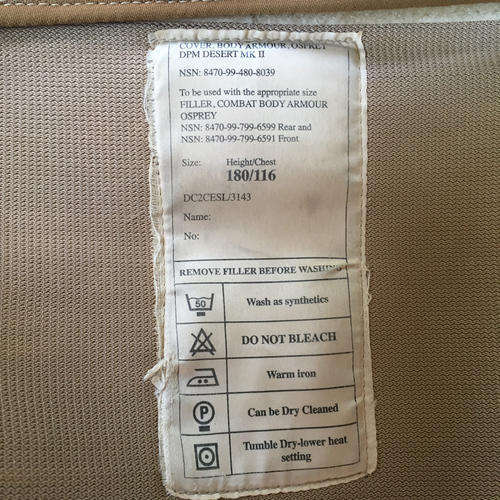 COVER, BODY ARMOUR, OSPREY
DPM DESERT MK II
NSN: 8470-99-480-8039
To be used with the appropriate size
FILLER, COMBAT BODY ARMOUR
OSPREY
NSN: 8470-99-799-6599 Rear and
NSN: 8470-99-799-6591 Front
Size: Height/Chest
180/116
DC2CESL/3143
Name:
No:
REMOVE FILLER BEFORE WASHING
50 Wash as synthetics
DO NOT BLEACH
Warm iron
P Can be Dry Cleaned
Tumble Dry-lower heat
setting